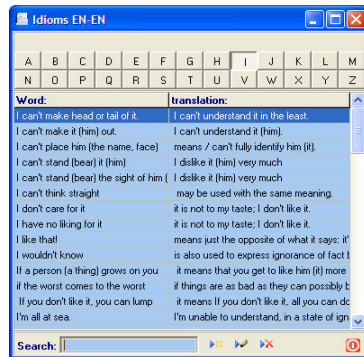 Idioms EN-EN
A B C D E F G H I J K L M
N O P Q R S T U V W X Y Z
Word: translation:
I can't make head or tail of it. I can't understand it in the least.
I can't make it (him) out. I can't understand it (him).
I can't place him (the name, face) means / can't fully identify him (it).
I can't stand (bear) it (him) I dislike it (him) very much
I can't stand (bear) the sight of him ( I dislike it (him) very much
I can't think straight may be used with the same meaning.
I don't care for it it is not to my taste; I don't like it.
I have no liking for it it is not to my taste; I don't like it.
I like that! means just the opposite of what it says: it'
I wouldn't know is also used to express ignorance of fact b
If a person (a thing) grows on you it means that you get to like him (it) more
if the worst comes to the worst if things are as bad as they can possibly b
If you don't like it, you can lump it means If you don't like it, all you can do
I'm all at sea. I'm unable to understand, in a state of ign
Search: